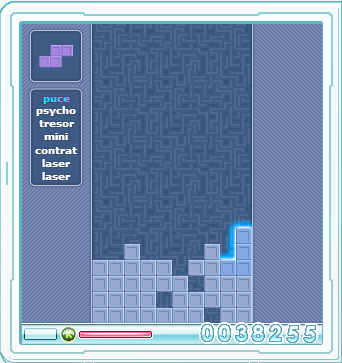 puce
psycho
tresor
mini
contrat
laser
laser
0038255